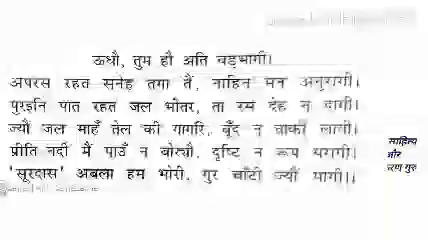 ऊधौ, तुम हौ अति बड़भागी।
अपरस रहत सनेह तगा तैं, नाहिन मन अनुरागी।
पुरइनि पात रहत जल भीतर, ता रस देह न दागी।
ज्यौं जल माहँ तेल की गागरि, बूँद न ताकौं लागी।
प्रीति नदी मैं पाउँ न बोरयौ, दृष्टि न रूप परागी।
'सूरदास' अबला हम भोरी, गुर चाँटी ज्यौं पागी।।
साहित्य
और
गुरु